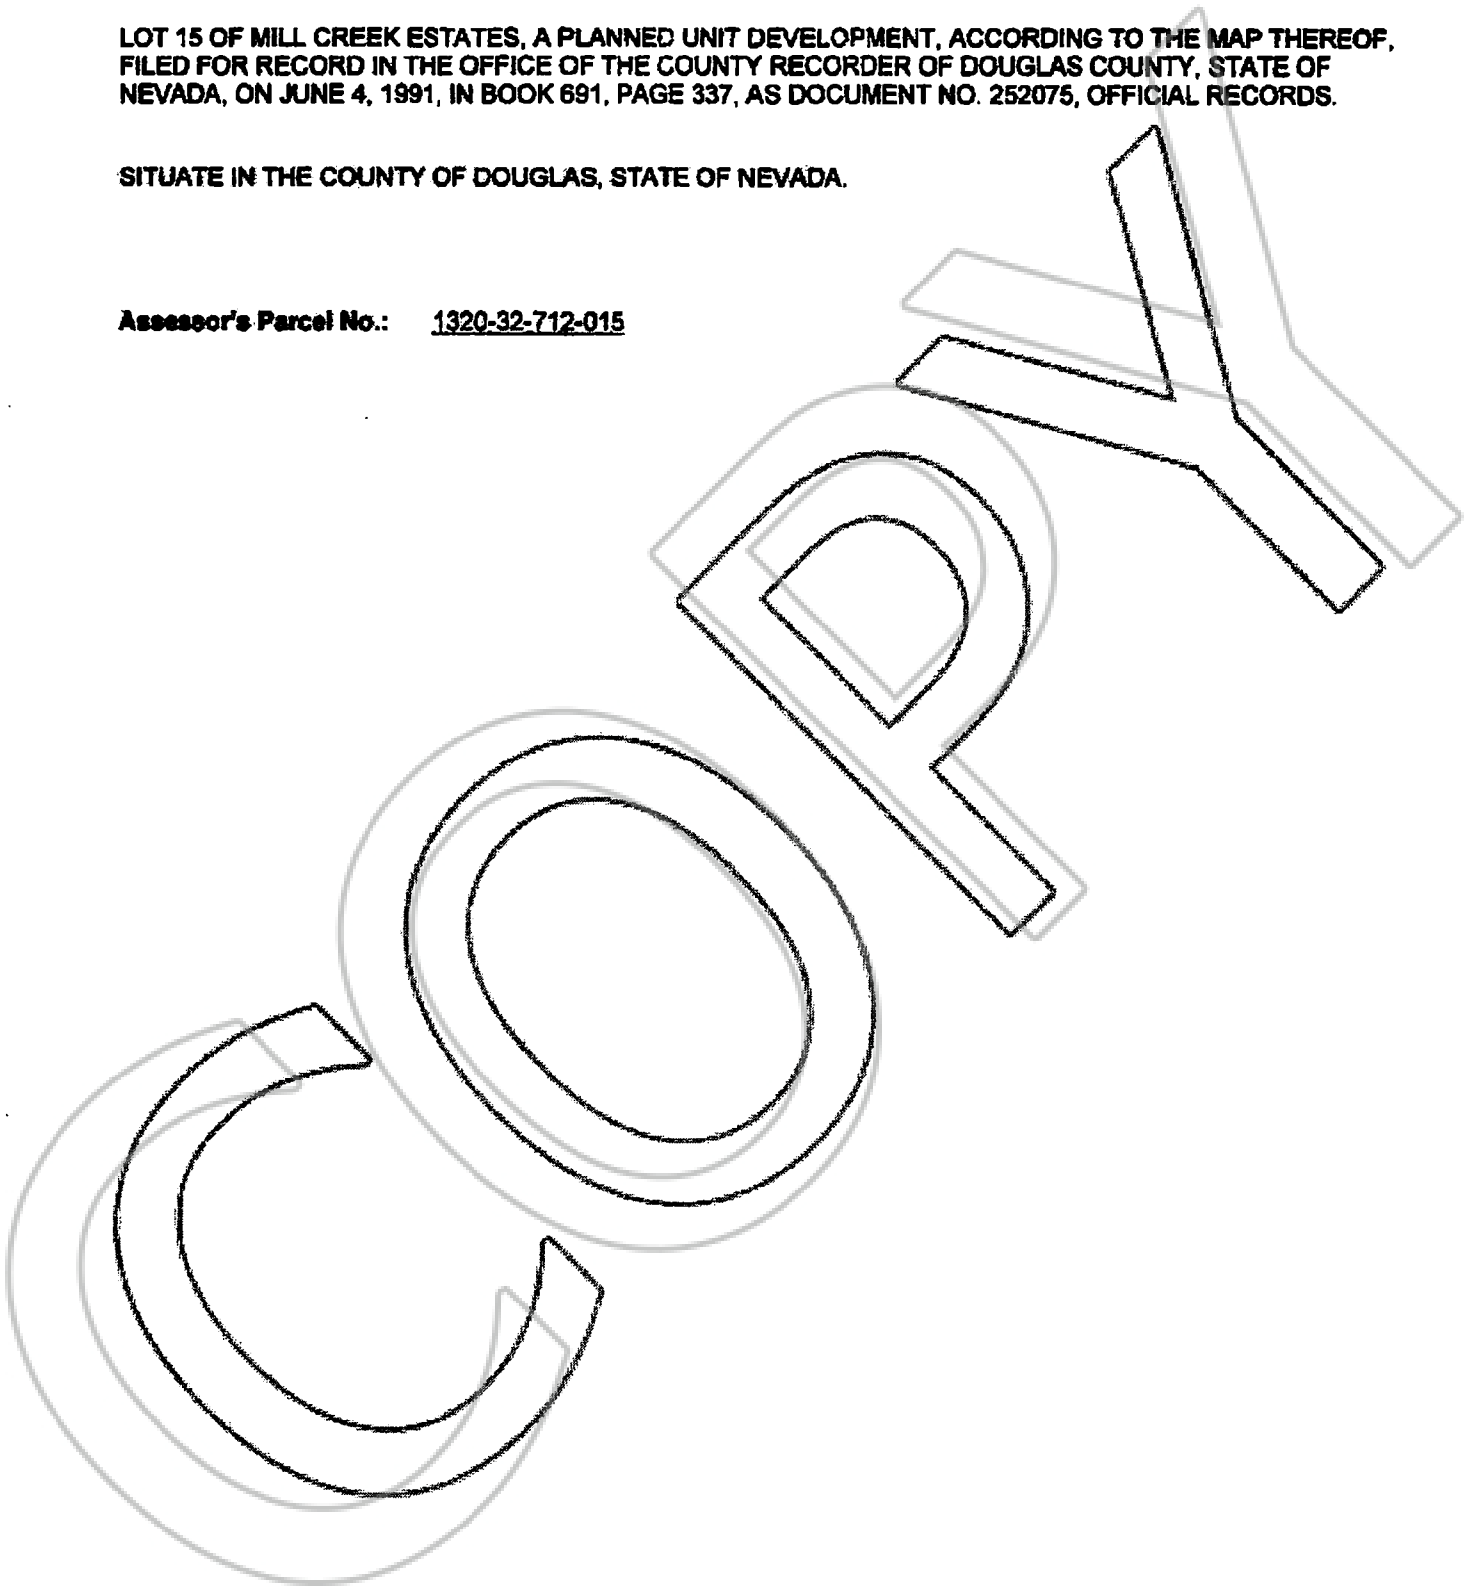 LOT 15 OF MILL CREEK ESTATES, A PLANNED UNIT DEVELOPMENT, ACCORDING TO THE MAP THEREOF,
FILED FOR RECORD IN THE OFFICE OF THE COUNTY RECORDER OF DOUGLAS COUNTY, STATE OF
NEVADA, ON JUNE 4, 1991, IN BOOK 691, PAGE 337, AS DOCUMENT NO. 252075, OFFICIAL RECORDS.
SITUATE IN THE COUNTY OF DOUGLAS, STATE OF NEVADA.
Assessor's Parcel No.: 1320-32-712-015
COPY
COPY